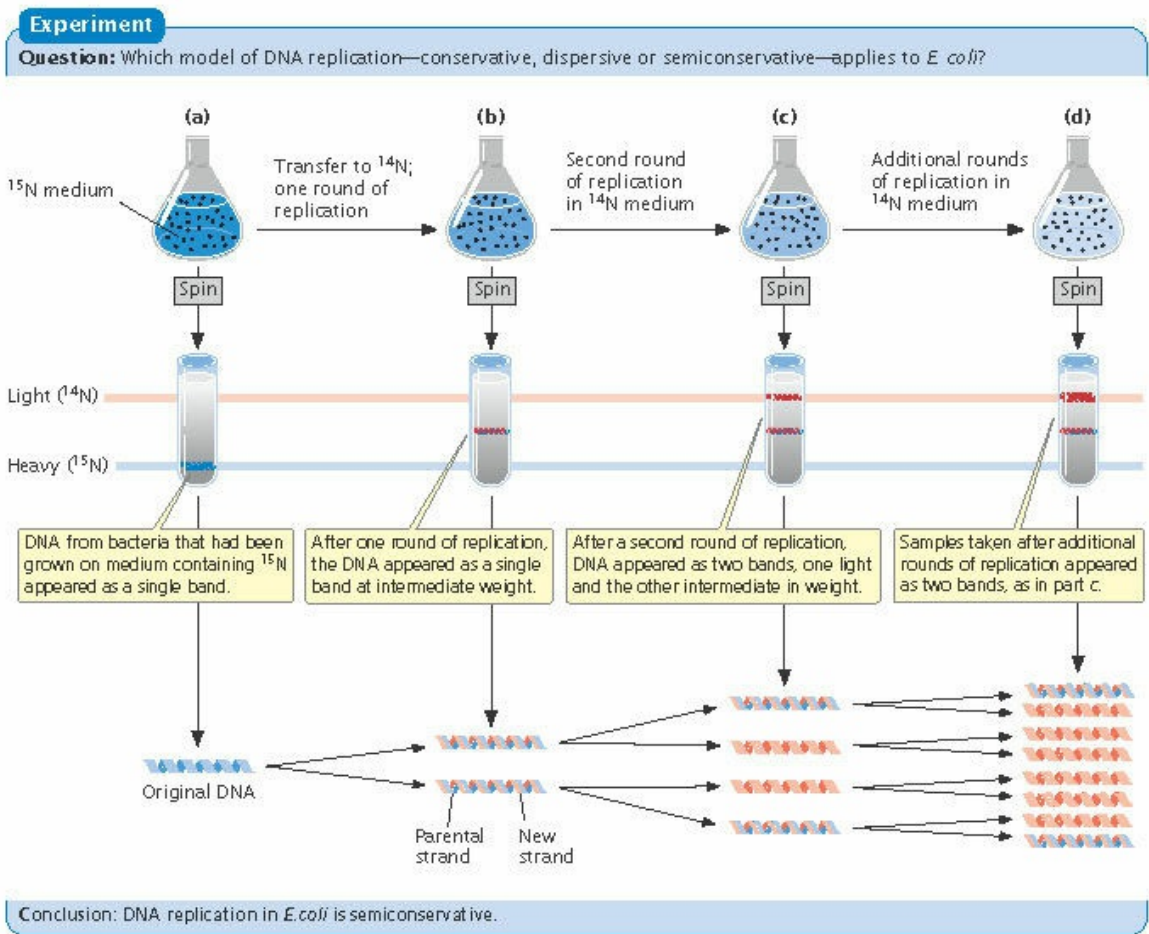 Experiment
Question: Which model of DNA replication—conservative, dispersive or semiconservative—applies to E coli?
(a)
(b)
(c)
(d)
¹⁵N medium
Transfer to ¹⁴N;
one round of
replication
Second round
of replication
in ¹⁴N medium
Additional rounds
of replication in
¹⁴N medium
Spin
Spin
Spin
Spin
Light (¹⁴N)
Heavy (¹⁵N)
DNA from bacteria that had been
grown on medium containing ¹⁵N
appeared as a single band.
After one round of replication,
the DNA appeared as a single
band at intermediate weight.
After a second round of replication,
DNA appeared as two bands, one light
and the other intermediate in weight.
Samples taken after additional
rounds of replication appeared
as two bands, as in part c.
Original DNA
Parental
strand
New
strand
Conclusion: DNA replication in E.coli is semiconservative.